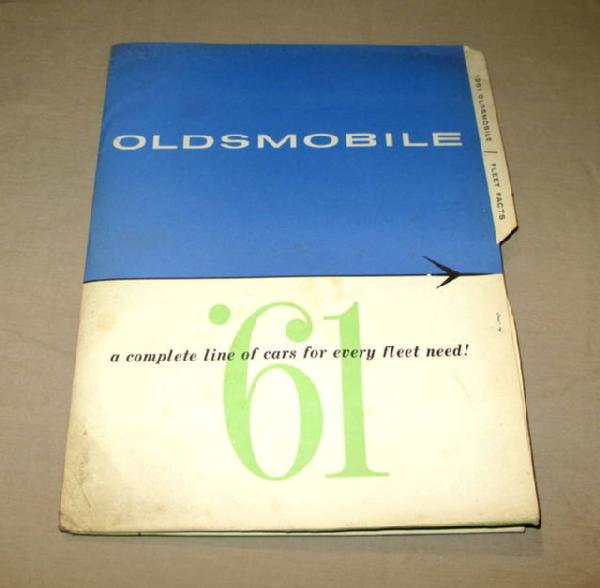 OLDSMOBILE
1961 OLDSMOBILE / FLEET FACTS
'61
a complete line of cars for every fleet need!